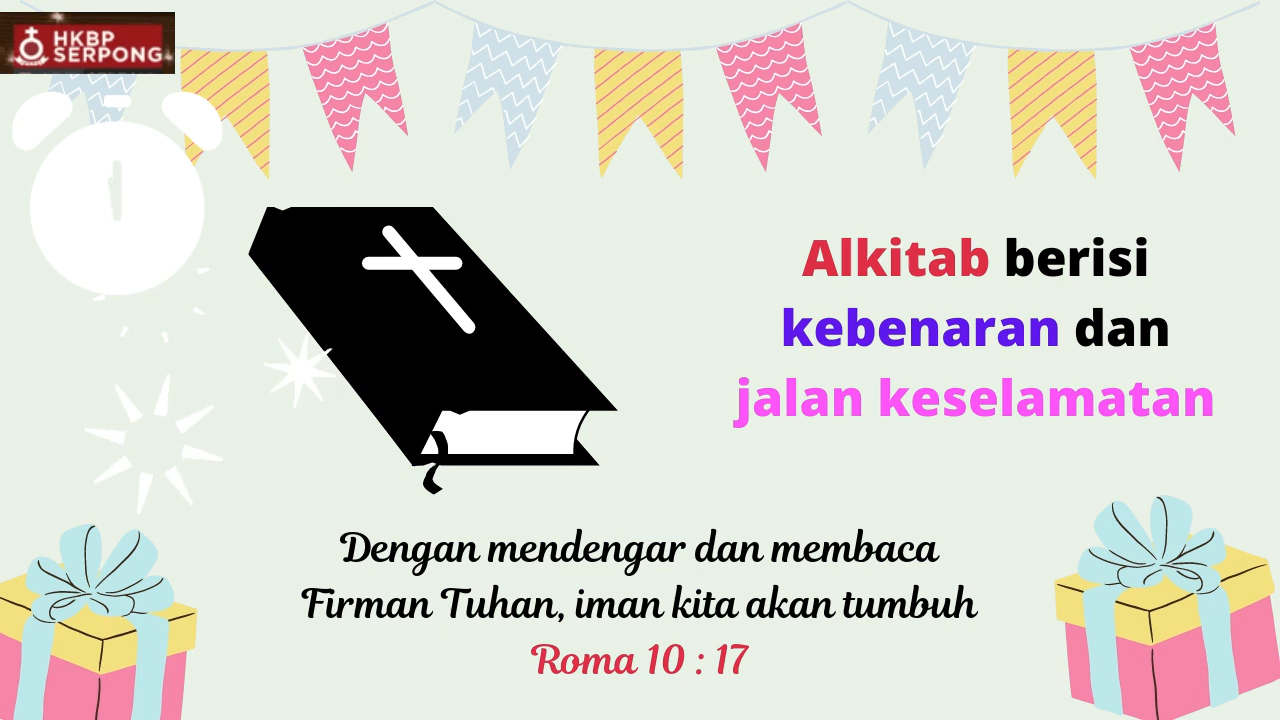 HKBP
SERPONG
Alkitab berisi
kebenaran dan
jalan keselamatan
Dengan mendengar dan membaca
Firman Tuhan, iman kita akan tumbuh
Roma 10 : 17